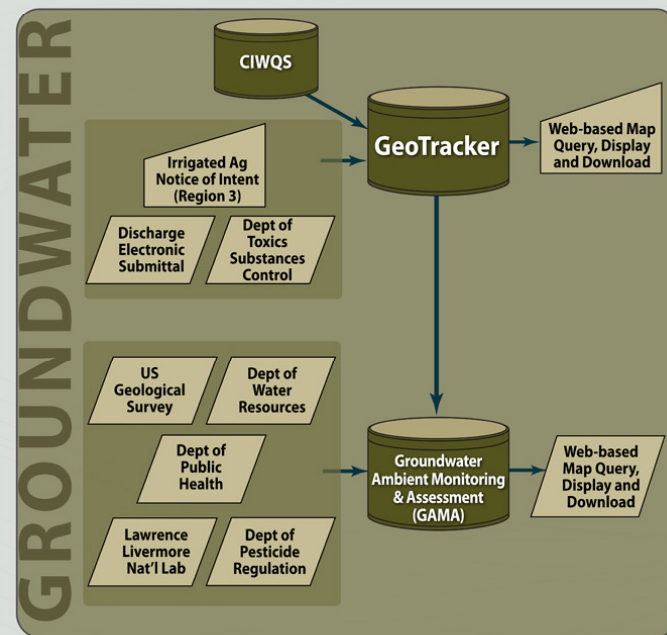 GROUNDWATER
CIWQS
GeoTracker
Web-based Map
Query, Display
and Download
Irrigated Ag
Notice of Intent
(Region 3)
Discharge
Electronic
Submittal
Dept of
Toxics
Substances
Control
US
Geological
Survey
Dept of
Water
Resources
Dept of
Public
Health
Lawrence
Livermore
Nat'l Lab
Dept of
Pesticide
Regulation
Groundwater
Ambient Monitoring
& Assessment
(GAMA)
Web-based
Map Query,
Display and
Download